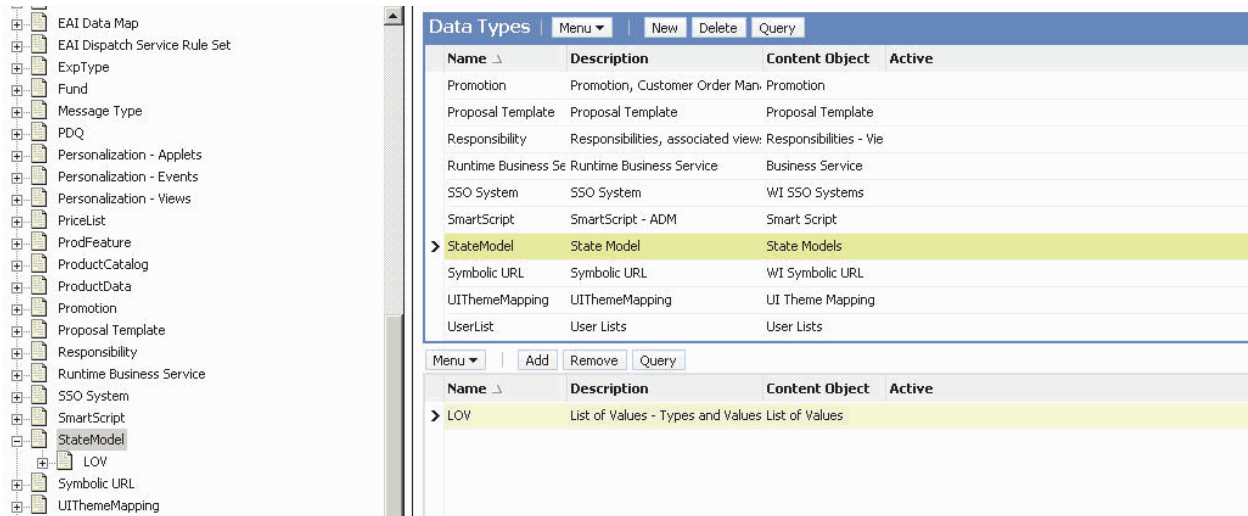 EAI Data Map
EAI Dispatch Service Rule Set
ExpType
Fund
Message Type
PDQ
Personalization - Applets
Personalization - Events
Personalization - Views
PriceList
ProdFeature
ProductCatalog
ProductData
Promotion
Proposal Template
Responsibility
Runtime Business Service
SSO System
SmartScript
StateModel
LOV
Symbolic URL
UIThemeMapping
Data Types Menu New Delete Query
Name Description Content Object Active
Promotion Promotion, Customer Order Man Promotion
Proposal Template Proposal Template Proposal Template
Responsibility Responsibilities, associated view Responsibilities - Vie
Runtime Business Se Runtime Business Service Business Service
SSO System SSO System WI SSO Systems
SmartScript SmartScript - ADM Smart Script
StateModel State Model State Models
Symbolic URL Symbolic URL WI Symbolic URL
UIThemeMapping UIThemeMapping UI Theme Mapping
UserList User Lists User Lists
Menu Add Remove Query
Name Description Content Object Active
LOV List of Values - Types and Values List of Values